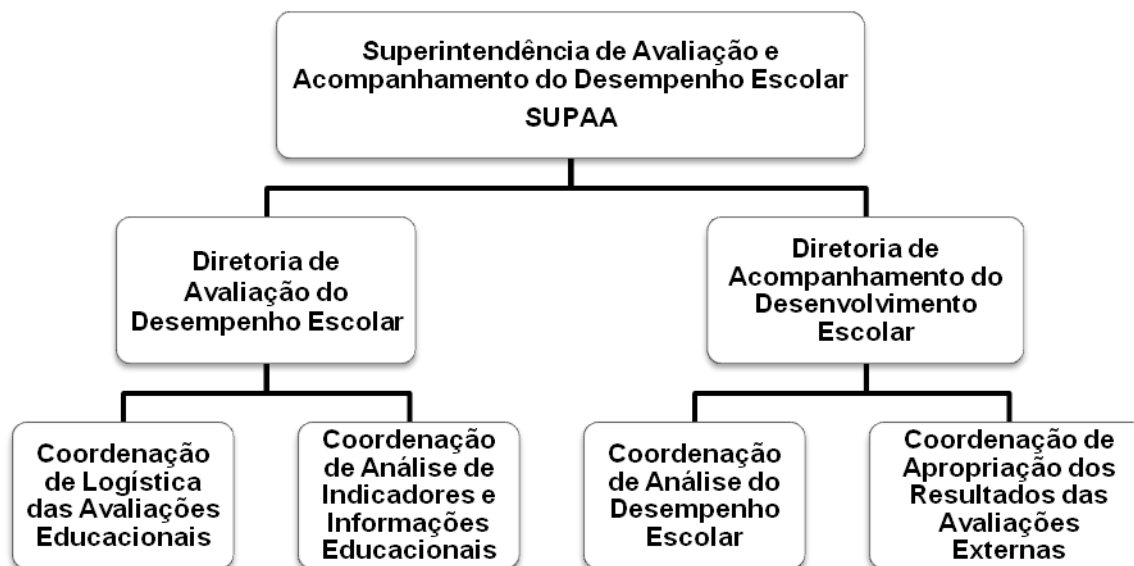 Superintendência de Avaliação e
Acompanhamento do Desempenho Escolar
SUPAA
Diretoria de
Avaliação do
Desempenho Escolar
Diretoria de
Acompanhamento do
Desenvolvimento
Escolar
Coordenação
de Logística
das Avaliações
Educacionais
Coordenação
de Análise de
Indicadores e
Informações
Educacionais
Coordenação
de Análise do
Desempenho
Escolar
Coordenação de
Apropriação dos
Resultados das
Avaliações
Externas